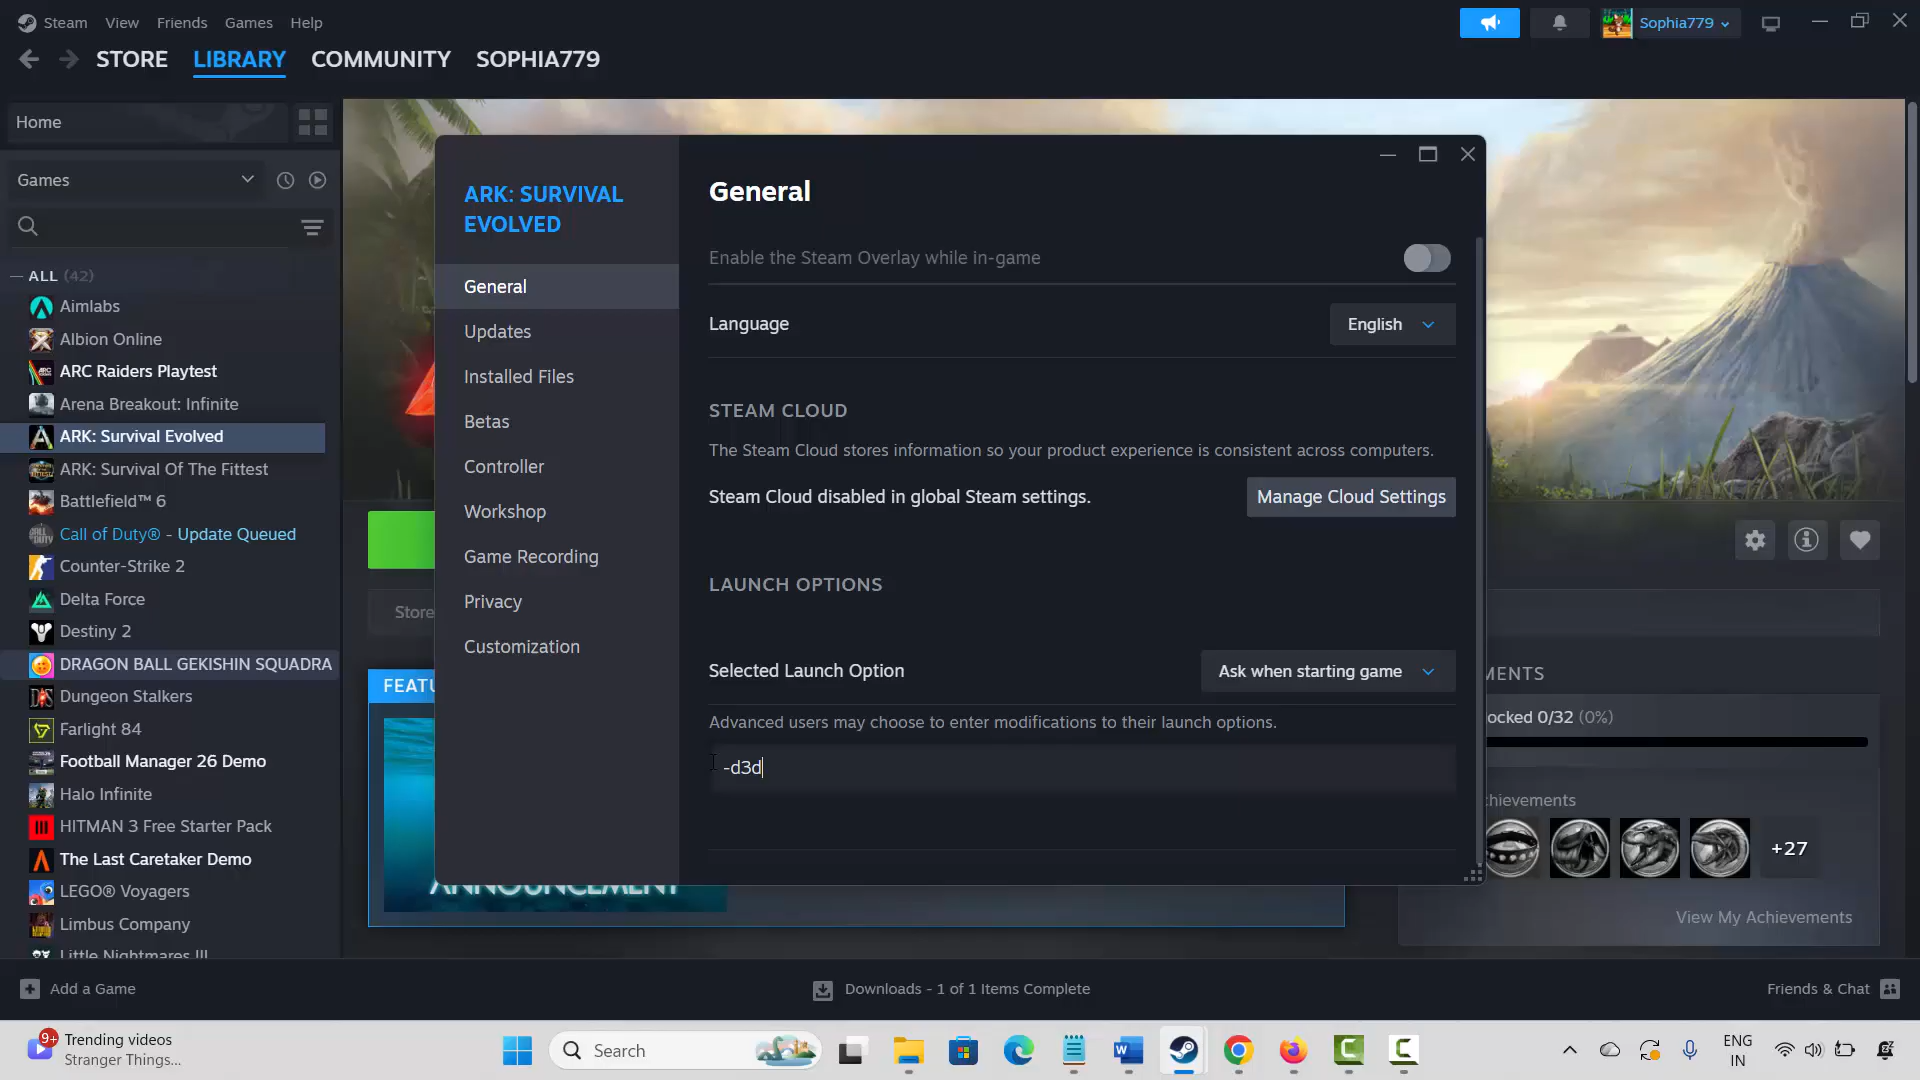 Steam View Friends Games Help
Sophia779
STORE LIBRARY COMMUNITY SOPHIA779
Home
Games
— ALL (42)
Aimlabs
Albion Online
ARC Raiders Playtest
Arena Breakout: Infinite
ARK: Survival Evolved
ARK: Survival Of The Fittest
Battlefield™ 6
Call of Duty® - Update Queued
Counter-Strike 2
Delta Force
Destiny 2
DRAGON BALL GEKISHIN SQUADRA
Dungeon Stalkers
Farlight 84
Football Manager 26 Demo
Halo Infinite
HITMAN 3 Free Starter Pack
The Last Caretaker Demo
LEGO® Voyagers
Limbus Company
Little Nightmares III
ARK: SURVIVAL
EVOLVED
General
Updates
Installed Files
Betas
Controller
Workshop
Game Recording
Privacy
Customization
General
Enable the Steam Overlay while in-game
Language
English
STEAM CLOUD
The Steam Cloud stores information so your product experience is consistent across computers.
Steam Cloud disabled in global Steam settings.
Manage Cloud Settings
LAUNCH OPTIONS
Selected Launch Option
Ask when starting game
Advanced users may choose to enter modifications to their launch options.
-d3d
Store
FEATU
ANNOUNCEMENT
MENTS
ocked 0/32 (0%)
chievements
+27
View My Achievements
Add a Game
Downloads - 1 of 1 Items Complete
Friends & Chat
9+
Trending videos
Stranger Things...
Search
ENG
IN